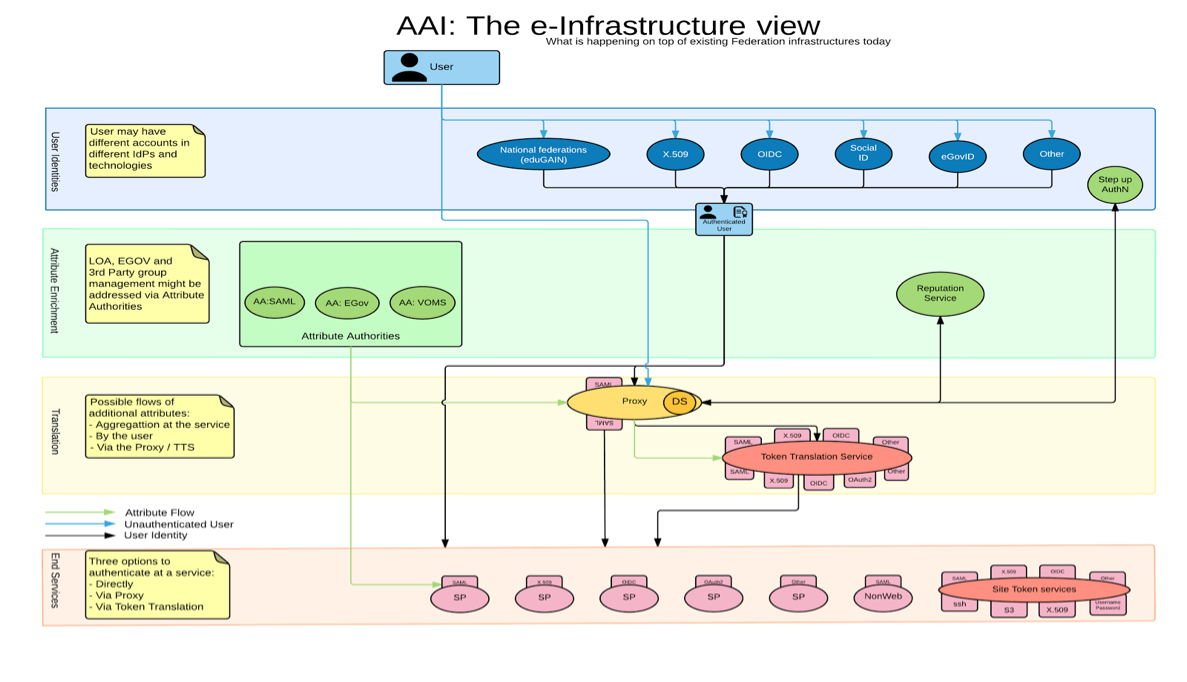 AAI: The e-Infrastructure view
What is happening on top of existing Federation infrastructures today
User
User Identities
User may have
different accounts in
different IdPs and
technologies
National federations
(eduGAIN)
X.509
OIDC
Social
ID
eGovID
Other
Step up
AuthN
Authenticated
User
Attribute Enrichment
LOA, EGOV and
3rd Party group
management might be
addressed via Attribute
Authorities
AA:SAML
AA: EGov
AA: VOMS
Attribute Authorities
Reputation
Service
Translation
Possible flows of
additional attributes:
- Aggregattion at the service
- By the user
- Via the Proxy / TTS
SAML
Proxy
DS
SAML
SAML
X.509
OIDC
Other
Token Translation Service
SAML
X.509
OIDC
OAuth2
Other
Attribute Flow
Unauthenticated User
User Identity
End Services
Three options to
authenticate at a service:
- Directly
- Via Proxy
- Via Token Translation
SAML
SP
X.509
SP
OIDC
SP
OAuth2
SP
Other
SP
SAML
NonWeb
SAML
X.509
OIDC
Other
Site Token services
ssh
S3
X.509
Username
Password